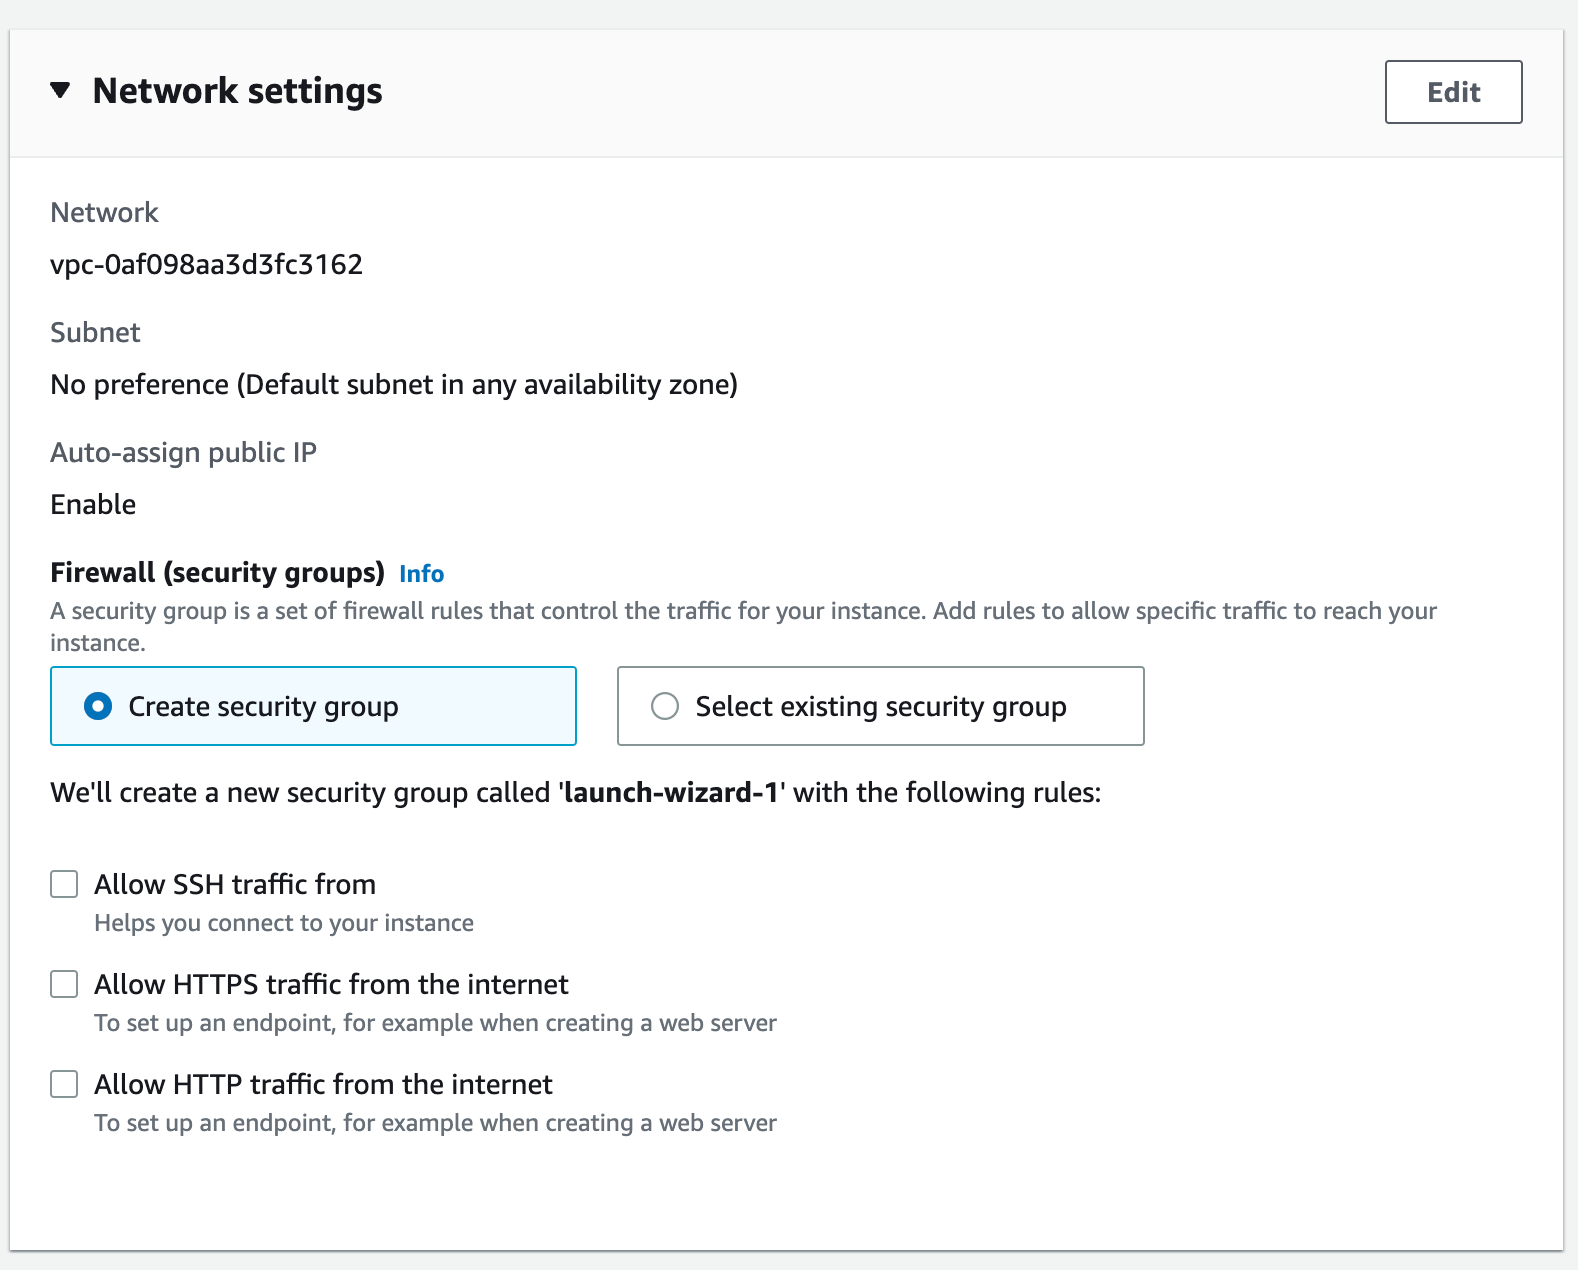 Network settings
Edit
Network
vpc-0af098aa3d3fc3162
Subnet
No preference (Default subnet in any availability zone)
Auto-assign public IP
Enable
Firewall (security groups) Info
A security group is a set of firewall rules that control the traffic for your instance. Add rules to allow specific traffic to reach your
instance.
Create security group
Select existing security group
We'll create a new security group called 'launch-wizard-1' with the following rules:
Allow SSH traffic from
Helps you connect to your instance
Allow HTTPS traffic from the internet
To set up an endpoint, for example when creating a web server
Allow HTTP traffic from the internet
To set up an endpoint, for example when creating a web server